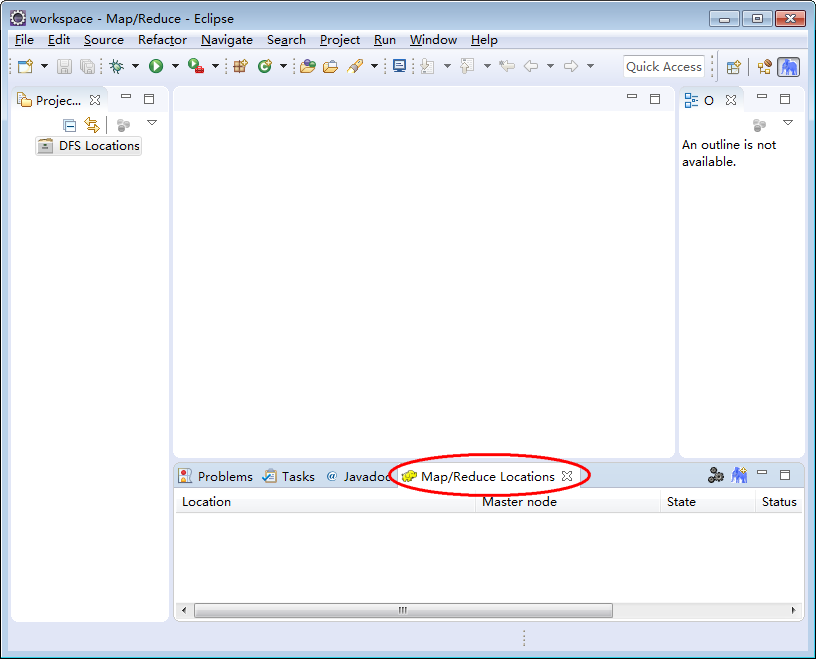 workspace - Map/Reduce - Eclipse
File Edit Source Refactor Navigate Search Project Run Window Help
Quick Access
Projec...
O
DFS Locations
An outline is not
available.
Problems Tasks @ Javadoc Map/Reduce Locations
Location Master node State Status